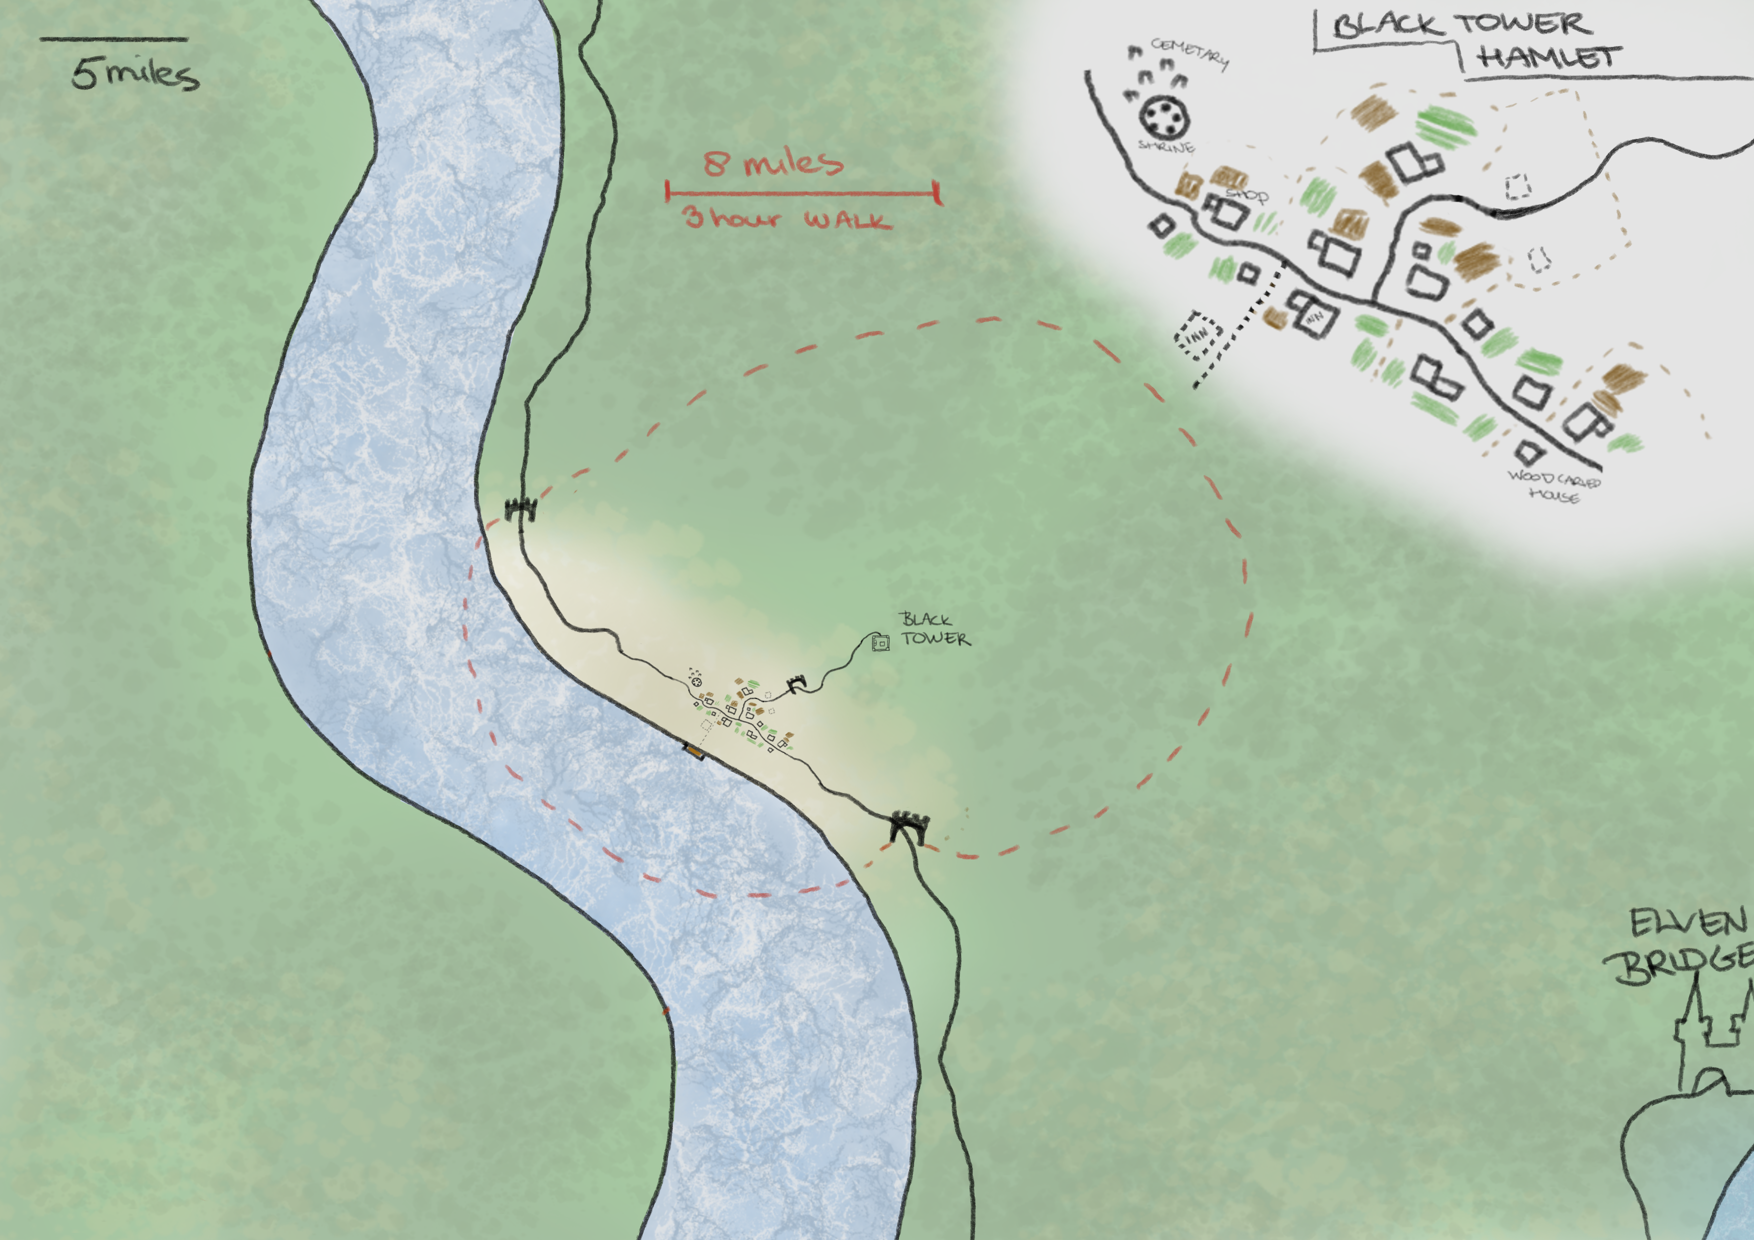 5 miles
8 miles
3 hour WALK
BLACK TOWER
HAMLET
CEMETARY
SHRINE
SHOP
INN
INN
WOOD CARVED
HOUSE
BLACK
TOWER
ELVEN
BRIDGE